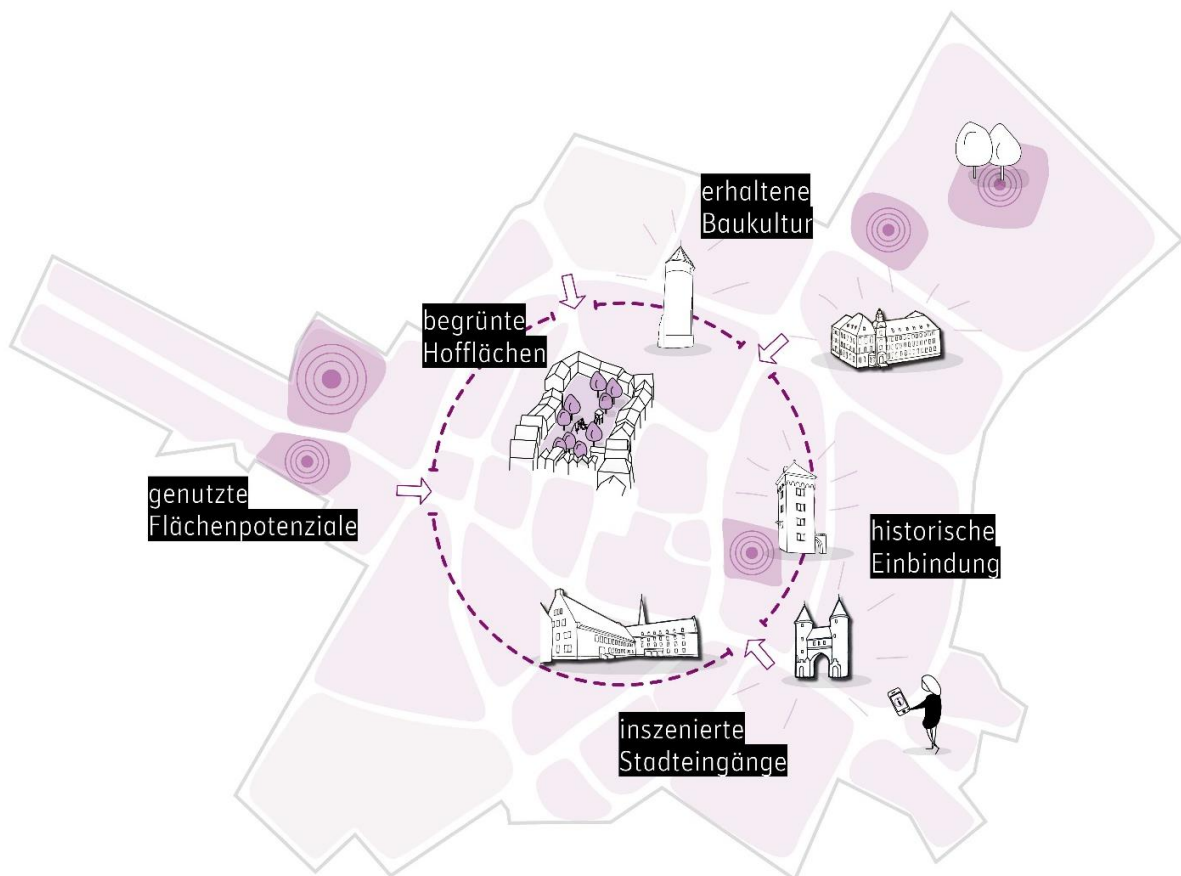 erhaltene
Baukultur
begrünte
Hofflächen
genutzte
Flächenpotenziale
historische
Einbindung
inszenierte
Stadteingänge